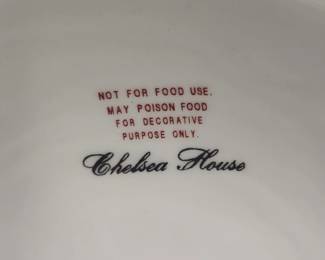 NOT FOR FOOD USE.
MAY POISON FOOD
FOR DECORATIVE
PURPOSE ONLY.
Chelsea House